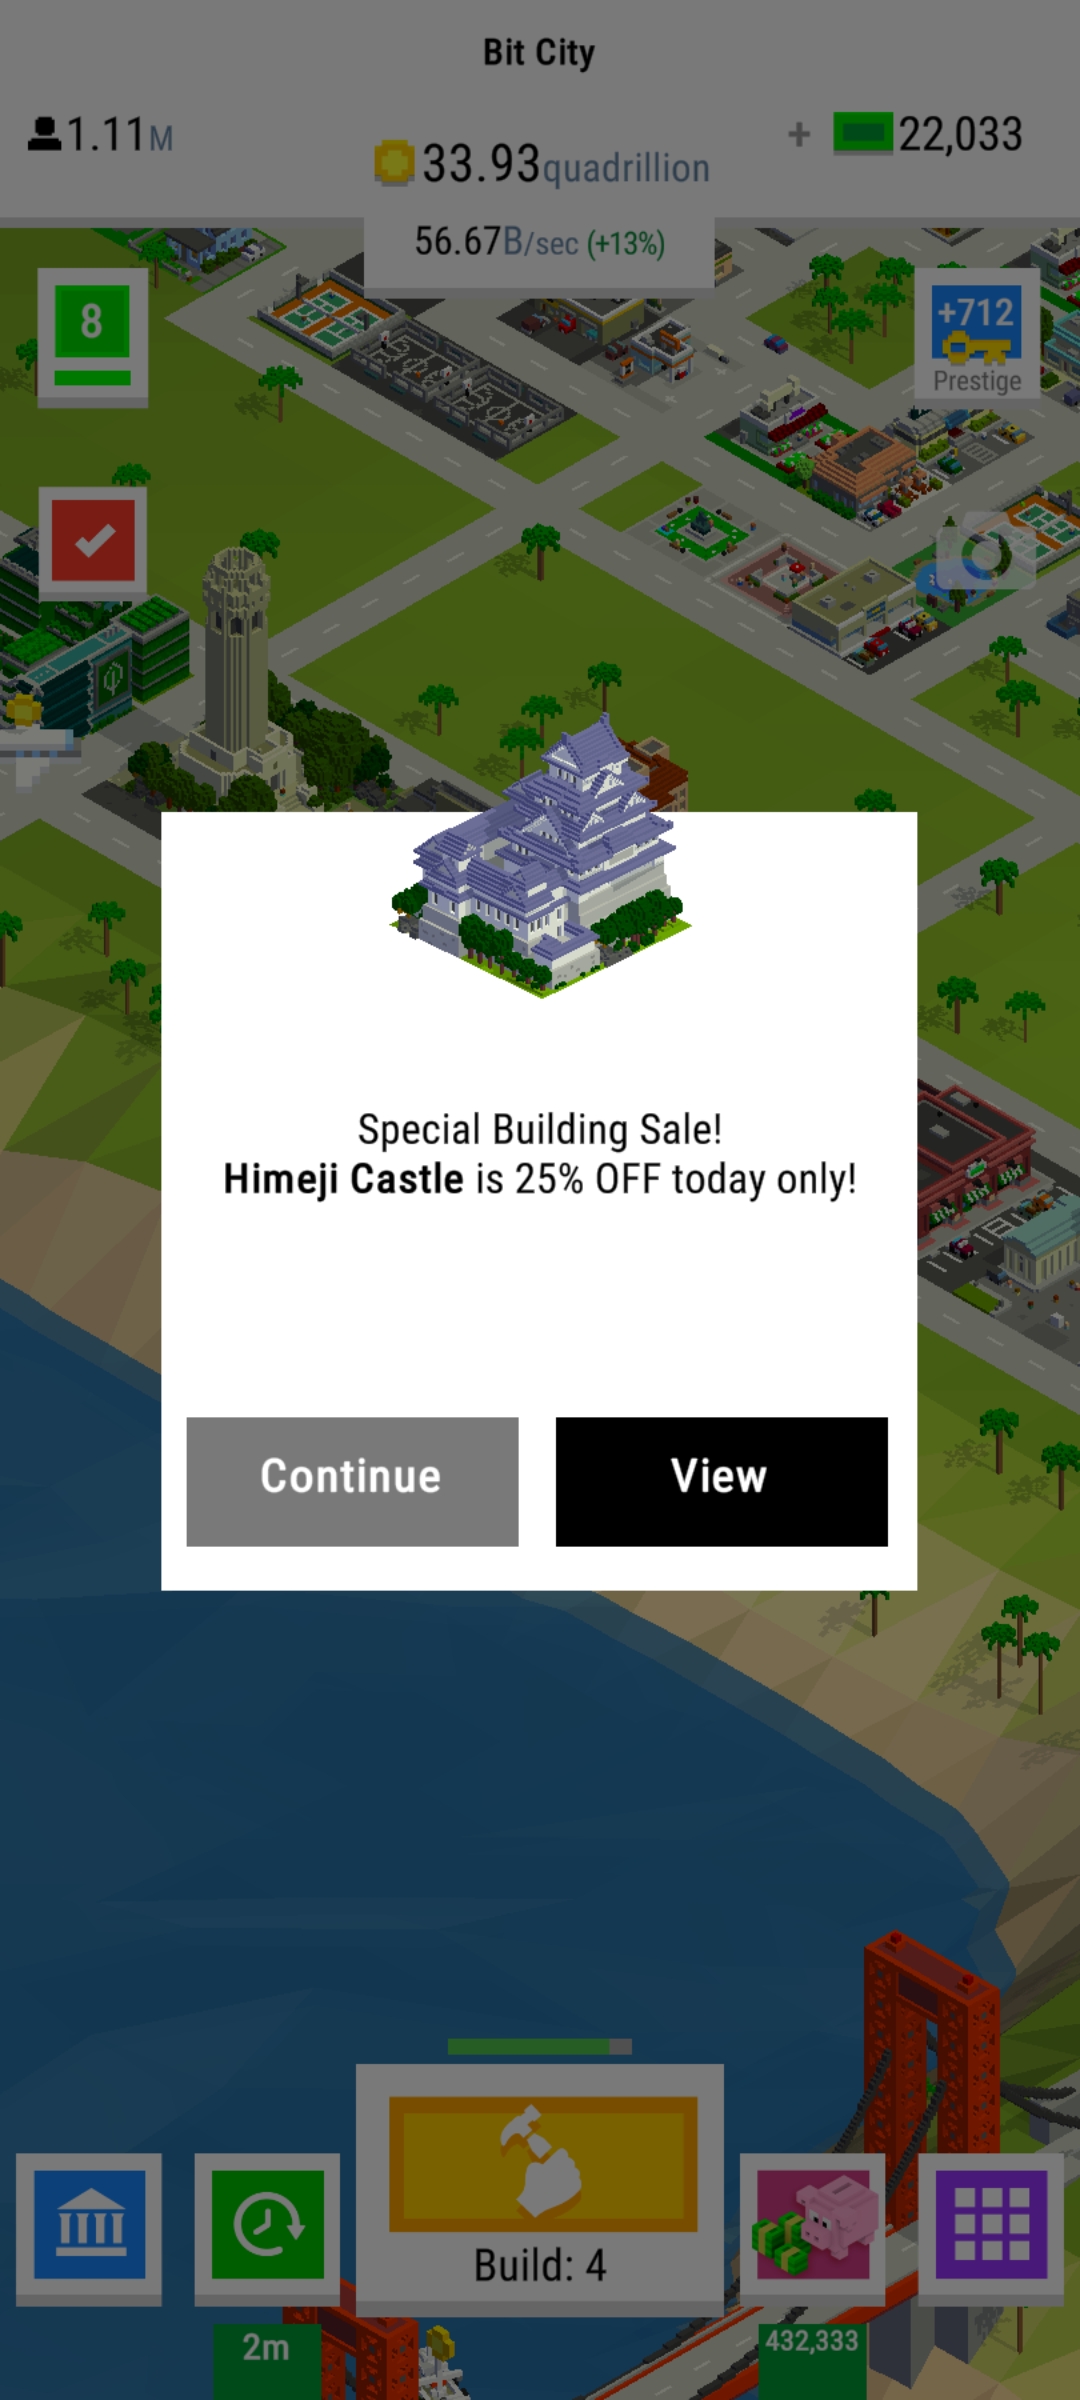 Bit City
1.11M
33.93quadrillion
+ 22,033
56.67B/sec (+13%)
8
+712
Prestige
Special Building Sale!
Himeji Castle is 25% OFF today only!
Continue
View
Build: 4
2m
432,333